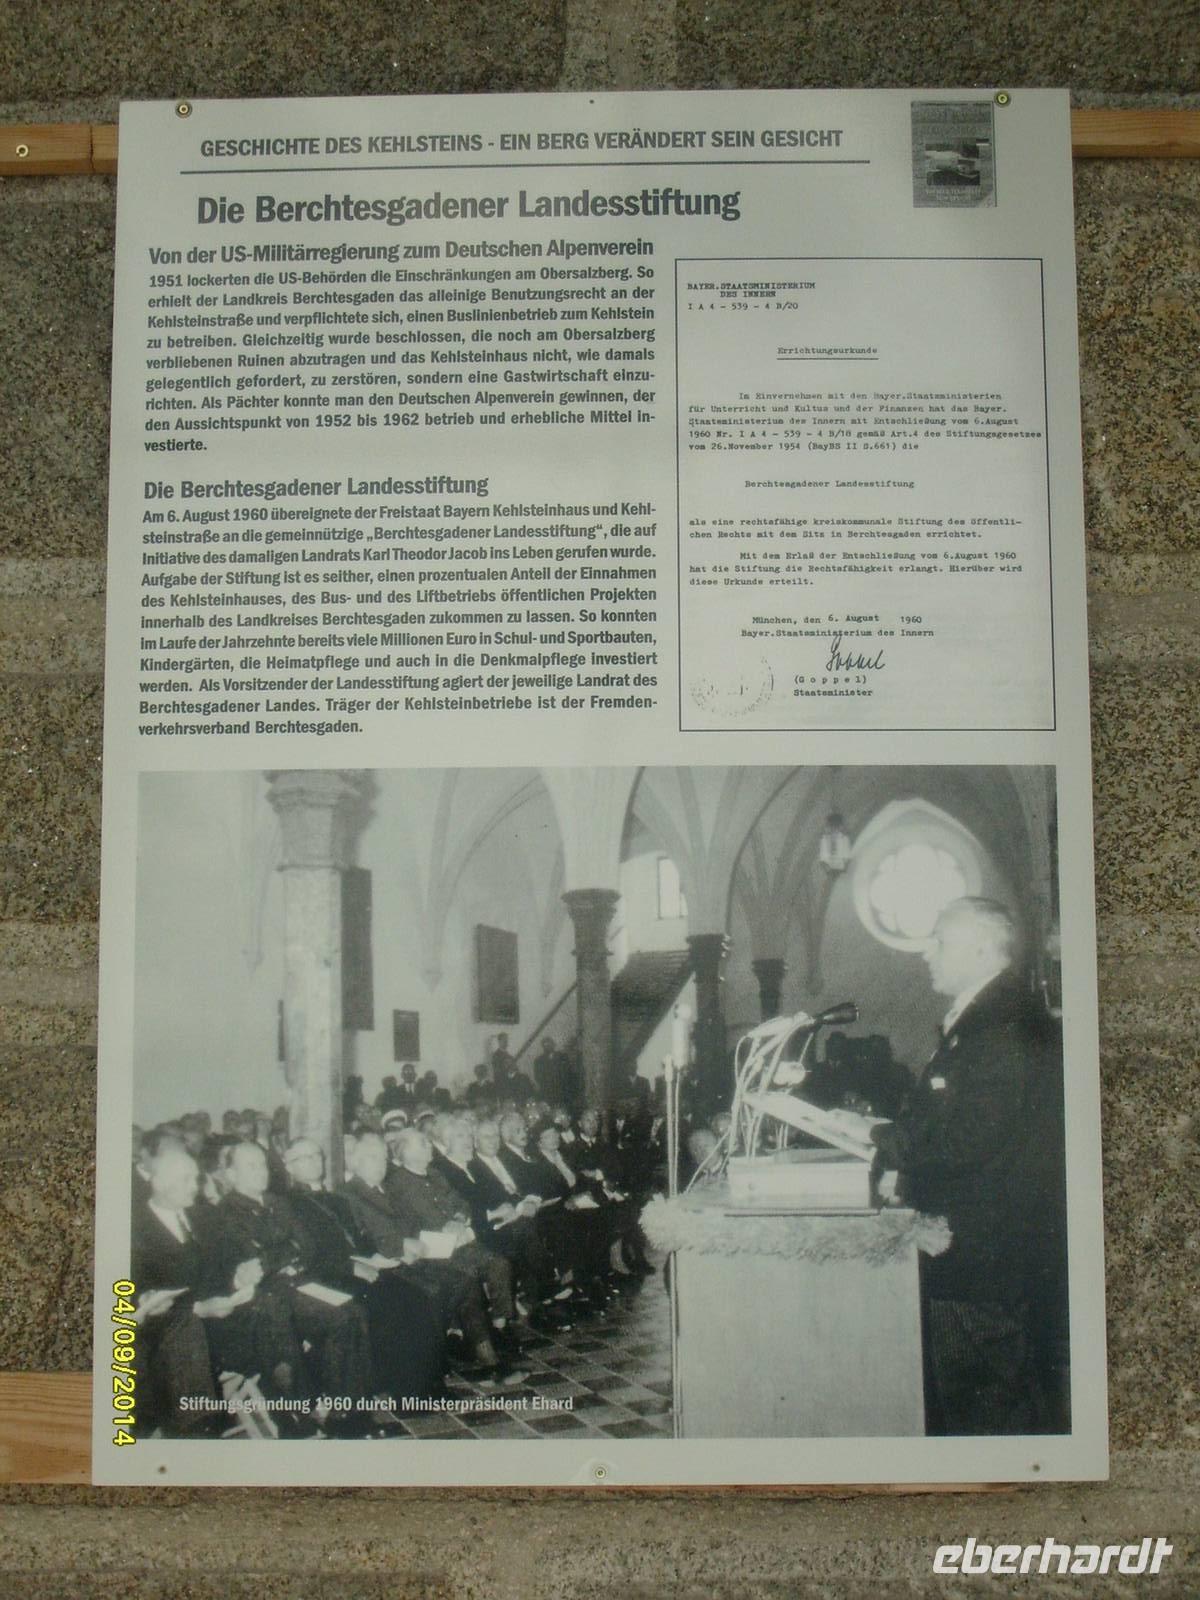 GESCHICHTE DES KEHLSTEINS - EIN BERG VERÄNDERT SEIN GESICHT
Die Berchtesgadener Landesstiftung
Von der US-Militärregierung zum Deutschen Alpenverein
1951 lockerten die US-Behörden die Einschränkungen am Obersalzberg. So
erhielt der Landkreis Berchtesgaden das alleinige Benutzungsrecht an der
Kehlsteinstraße und verpflichtete sich, einen Buslinienbetrieb zum Kehlstein
zu betreiben. Gleichzeitig wurde beschlossen, die noch am Obersalzberg
verbliebenen Ruinen abzutragen und das Kehlsteinhaus nicht, wie damals
gelegentlich gefordert, zu zerstören, sondern eine Gastwirtschaft einzu-
richten. Als Pächter konnte man den Deutschen Alpenverein gewinnen, der
den Aussichtspunkt von 1952 bis 1962 betrieb und erhebliche Mittel in-
vestierte.
Die Berchtesgadener Landesstiftung
Am 6. August 1960 übereignete der Freistaat Bayern Kehlsteinhaus und Kehl-
steinstraße an die gemeinnützige „Berchtesgadener Landesstiftung“, die auf
Initiative des damaligen Landrats Karl Theodor Jacob ins Leben gerufen wurde.
Aufgabe der Stiftung ist es seither, einen prozentualen Anteil der Einnahmen
des Kehlsteinhauses, des Bus- und des Liftbetriebs öffentlichen Projekten
innerhalb des Landkreises Berchtesgaden zukommen zu lassen. So konnten
im Laufe der Jahrzehnte bereits viele Millionen Euro in Schul- und Sportbauten,
Kindergärten, die Heimatpflege und auch in die Denkmalpflege investiert
werden. Als Vorsitzender der Landesstiftung agiert der jeweilige Landrat des
Berchtesgadener Landes. Träger der Kehlsteinbetriebe ist der Fremden-
verkehrsverband Berchtesgaden.
BAYER.STAATSMINISTERIUM
DES INNERN
I A 4 - 539 - 4 B/20
Errichtungsurkunde
Im Einvernehmen mit den Bayer.Staatsministerien
für Unterricht und Kultus und der Finanzen hat das Bayer.
Staatsministerium des Innern mit Entschließung vom 6.August
1960 Nr. I A 4 - 539 - 4 B/18 gemäß Art.4 des Stiftungsgesetzes
vom 26.November 1954 (BayBS II S.661) die
Berchtesgadener Landesstiftung
als eine rechtsfähige kreiskommunale Stiftung des öffentli-
chen Rechts mit dem Sitz in Berchtesgaden errichtet.
Mit dem Erlaß der Entschließung vom 6.August 1960
hat die Stiftung die Rechtsfähigkeit erlangt. Hierüber wird
diese Urkunde erteilt.
München, den 6. August 1960
Bayer.Staatsministerium des Innern
Goppel
(G o p p e l)
Staatsminister
Stiftungsgründung 1960 durch Ministerpräsident Ehard
04/09/2014
eberhardt